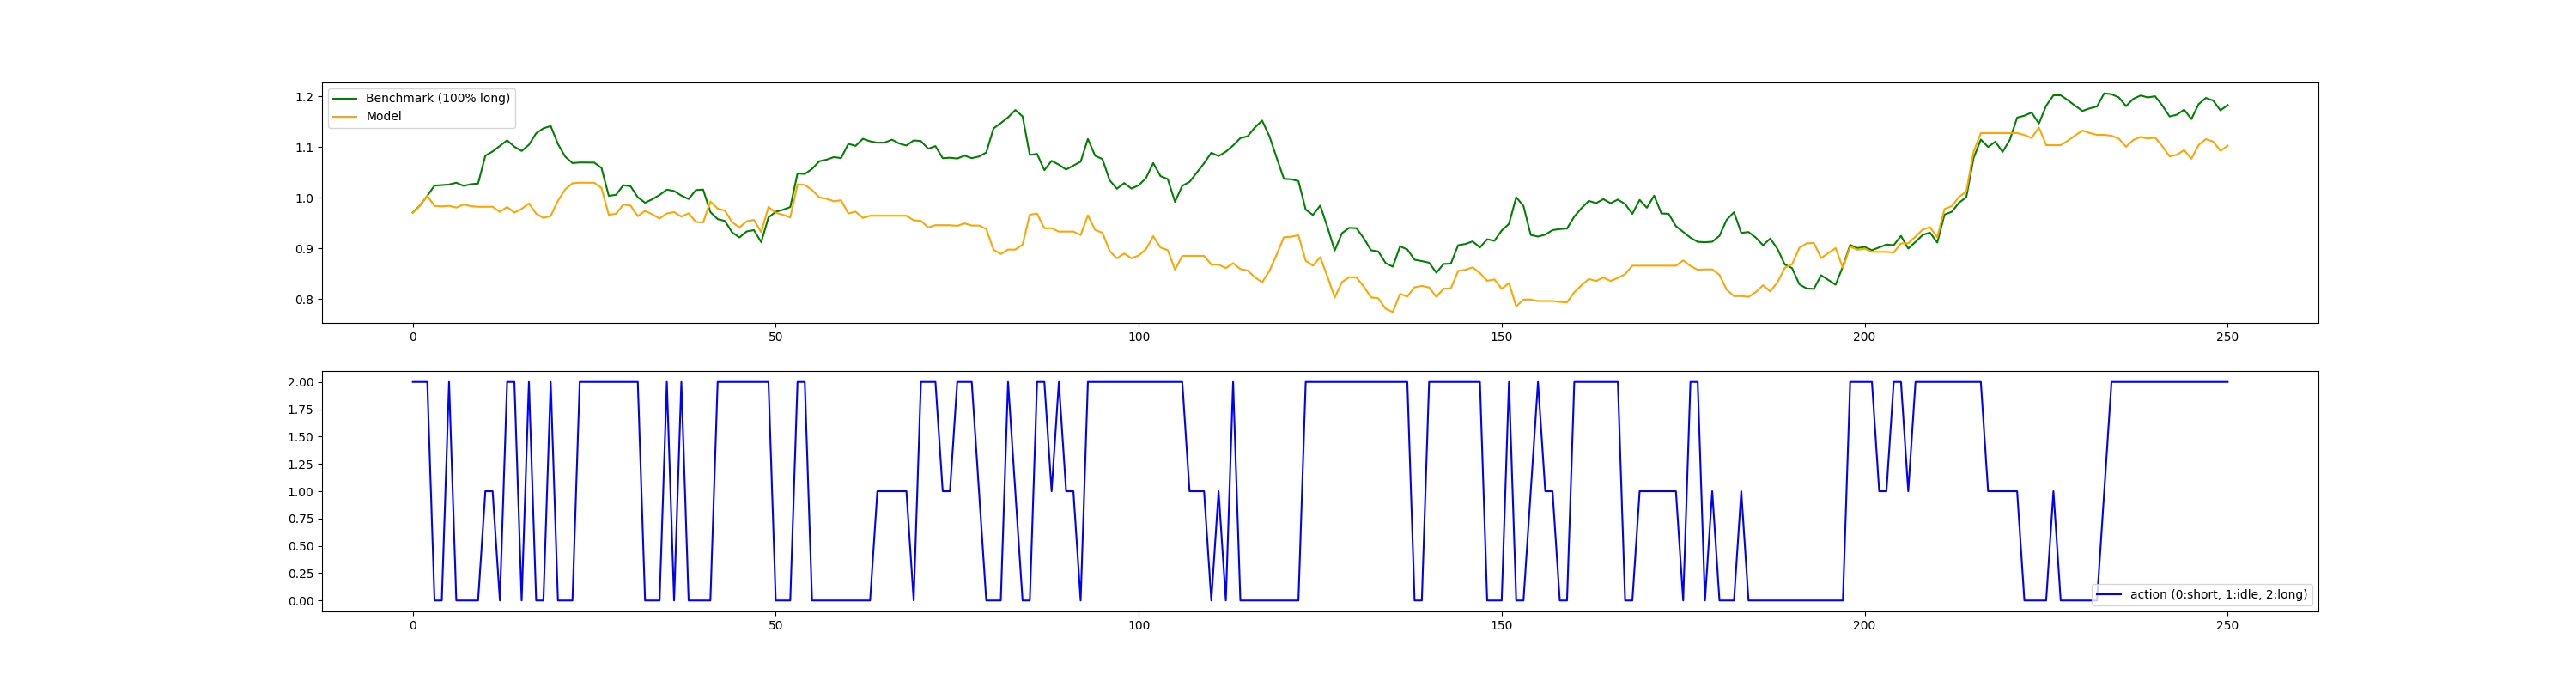 1.2
1.1
1.0
0.9
0.8
Benchmark (100% long)
Model
0 50 100 150 200 250
2.00
1.75
1.50
1.25
1.00
0.75
0.50
0.25
0.00
action (0:short, 1:idle, 2:long)
0 50 100 150 200 250